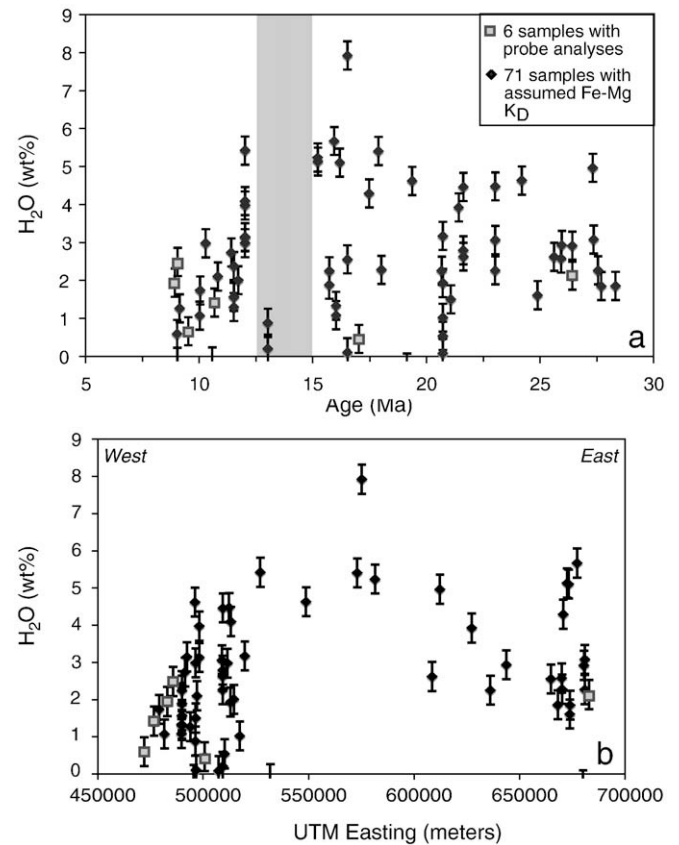 9
8
7
6
5
4
3
2
1
0
H2O (wt%)
6 samples with
probe analyses
71 samples with
assumed Fe-Mg
KD
a
5 10 15 20 25 30
Age (Ma)
9
8
7
6
5
4
3
2
1
0
H2O (wt%)
West East
b
450000 500000 550000 600000 650000 700000
UTM Easting (meters)